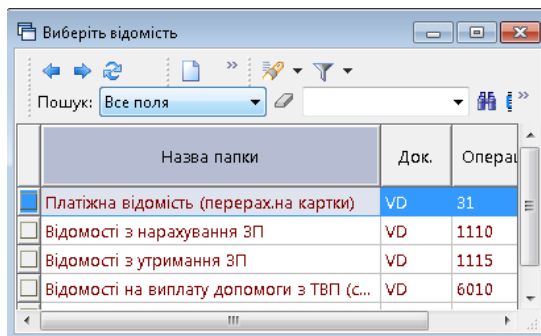 Виберіть відомість
Пошук: Все поля
Назва папки Док. Операц
Платіжна відомість (перерах.на картки) VD 31
Відомості з нарахування ЗП VD 1110
Відомості з утримання ЗП VD 1115
Відомості на виплату допомоги з ТВП (с... VD 6010